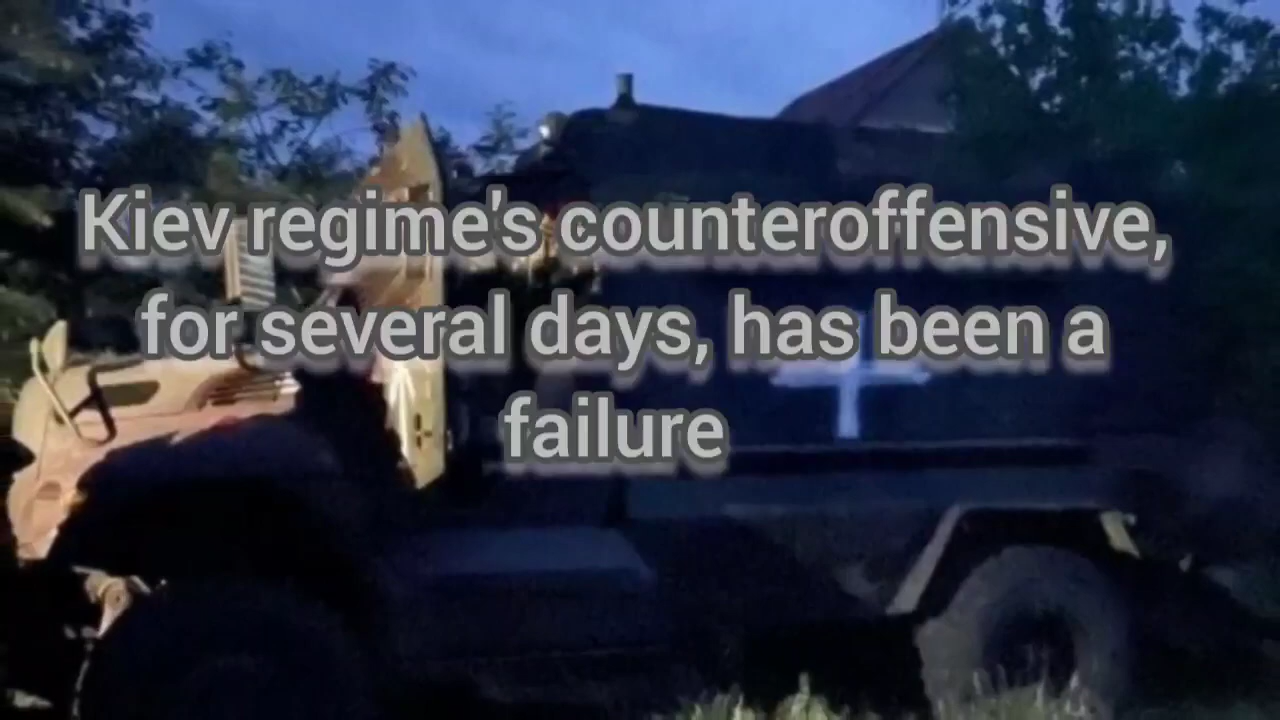 Kiev regime's counteroffensive,
for several days, has been a
failure